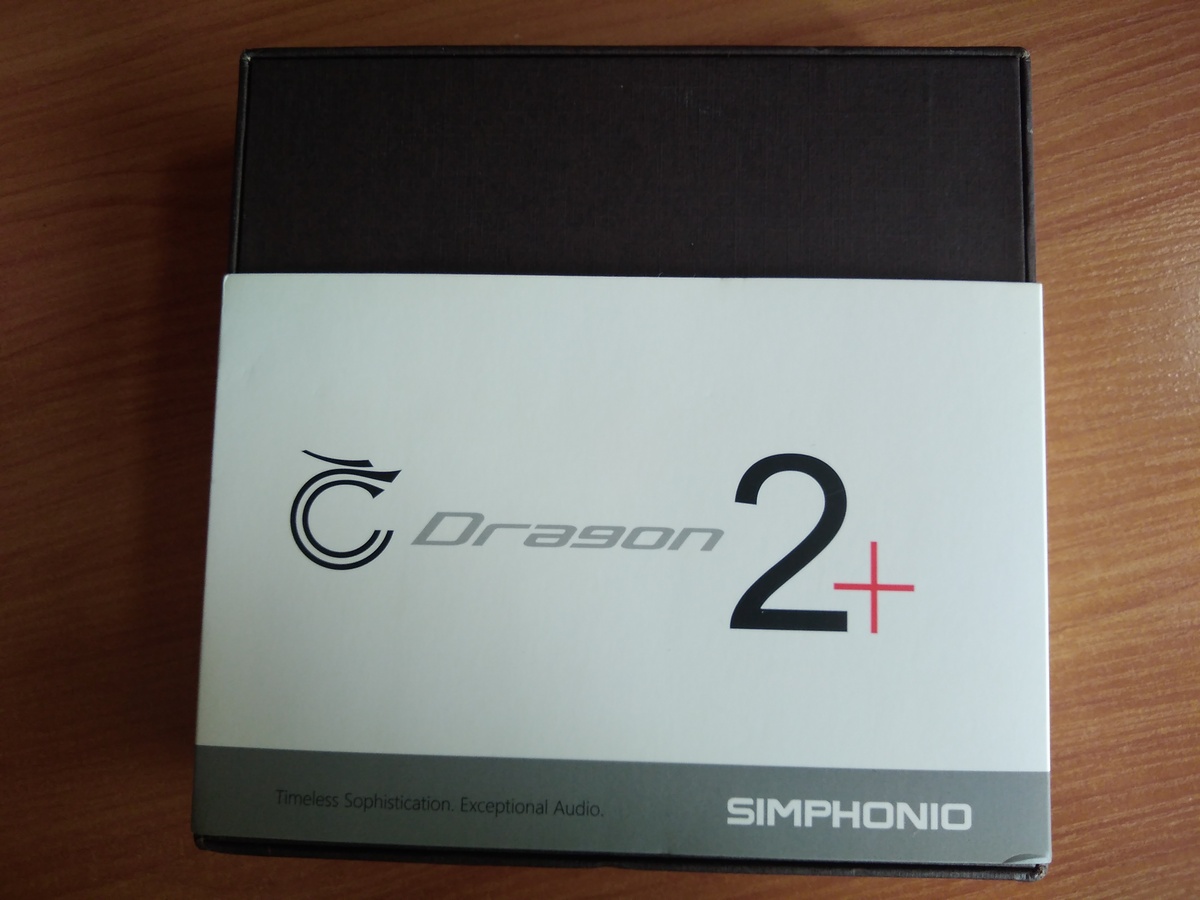 Dragon 2+
Timeless Sophistication. Exceptional Audio.
SIMPHONIO